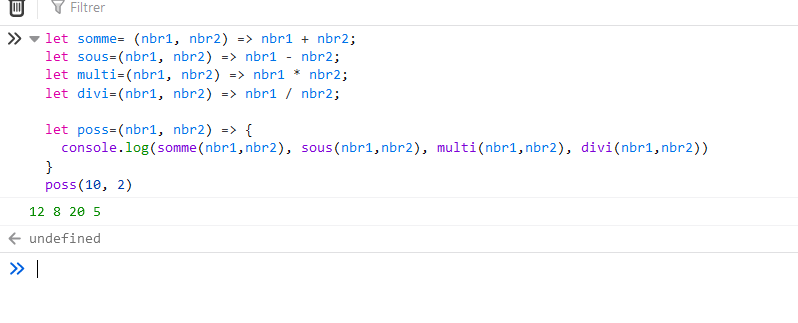 Filtrer
let somme= (nbr1, nbr2) => nbr1 + nbr2;
let sous=(nbr1, nbr2) => nbr1 - nbr2;
let multi=(nbr1, nbr2) => nbr1 * nbr2;
let divi=(nbr1, nbr2) => nbr1 / nbr2;
let poss=(nbr1, nbr2) => {
console.log(somme(nbr1,nbr2), sous(nbr1,nbr2), multi(nbr1,nbr2), divi(nbr1,nbr2))
}
poss(10, 2)
12 8 20 5
undefined